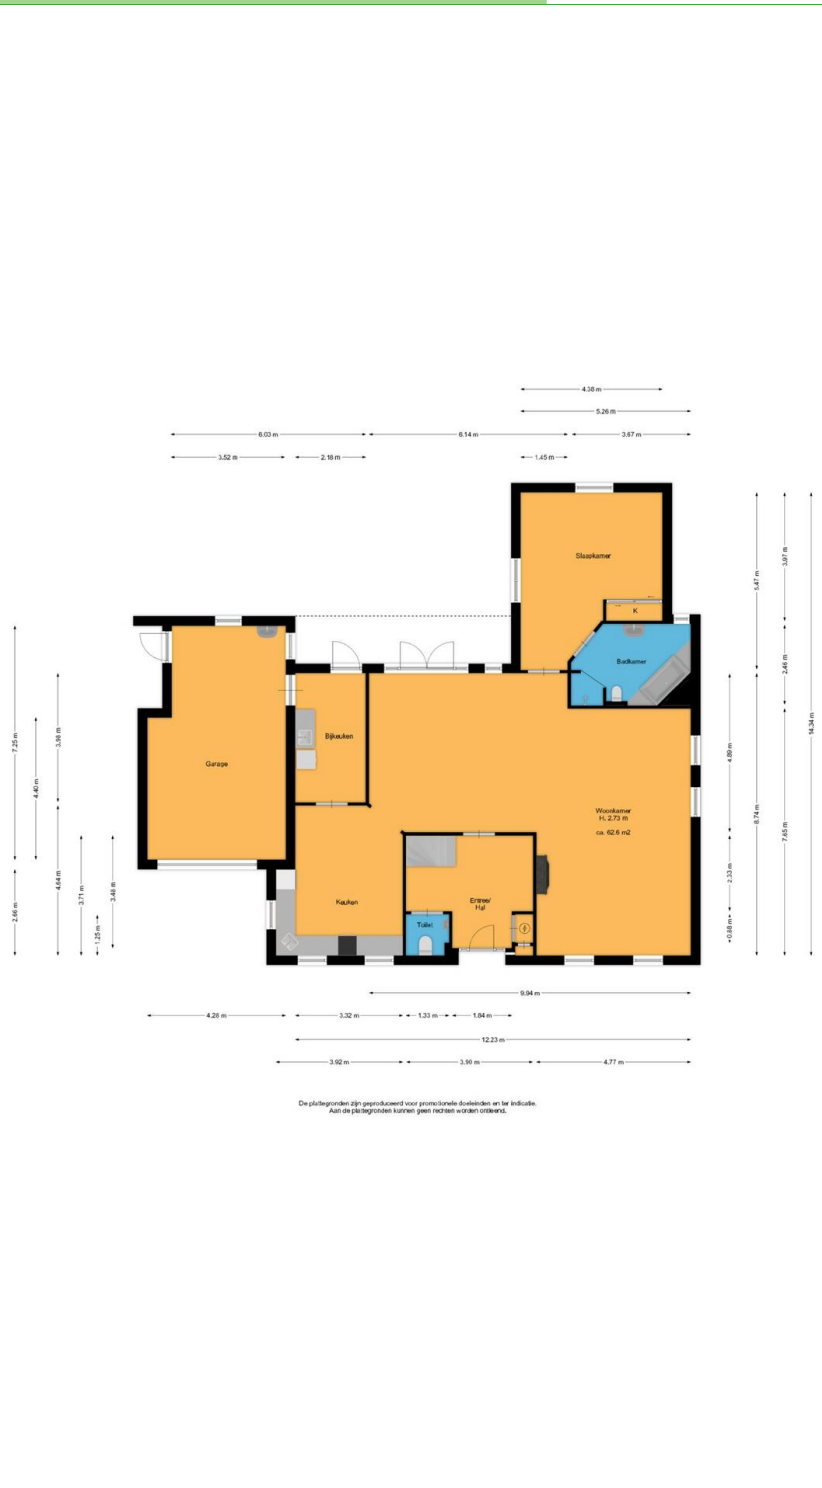 4.38 m
5.26 m
6.03 m
6.14 m
3.67 m
3.52 m
2.18 m
1.45 m
Slaapkamer
K
Badkamer
3.97 m
5.47 m
2.46 m
14.34 m
7.25 m
3.98 m
4.40 m
Bijkeuken
Garage
4.89 m
Woonkamer
H. 2.73 m
ca. 62.6 m2
8.74 m
7.65 m
4.64 m
3.71 m
3.48 m
2.33 m
Keuken
Entree/
Hal
Toilet
2.86 m
1.25 m
0.88 m
9.94 m
4.28 m
3.32 m
1.33 m
1.84 m
12.23 m
3.92 m
3.90 m
4.77 m
De plattegronden zijn geproduceerd voor promotionele doeleinden en ter indicatie.
Aan de plattegronden kunnen geen rechten worden ontleend.